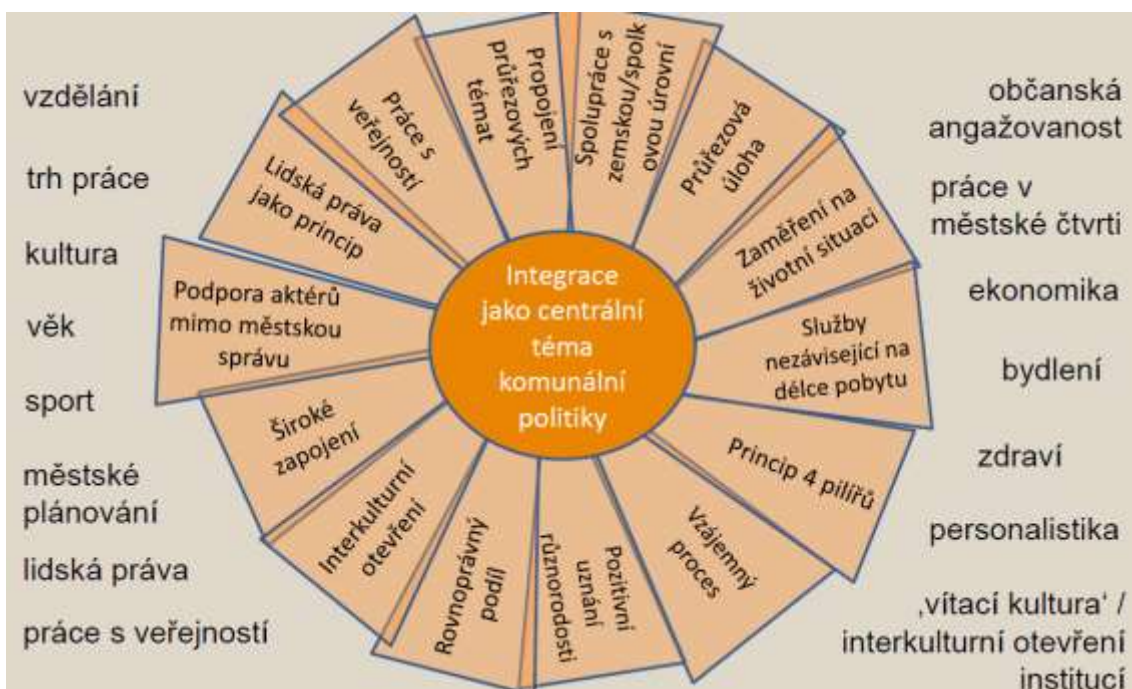 vzdělání
trh práce
kultura
věk
sport
městské
plánování
lidská práva
práce s veřejností
Integrace
jako centrální
téma
komunální
politiky
Propojení
průřezových
témat
Spolupráce s
zemskou/spolk
ovou úrovní
Průřezová
úloha
Zaměření na
životní situaci
Služby
nezávisející na
délce pobytu
Princip 4 pilířů
Vzájemný
proces
Pozitivní
uznání
různorodosti
Rovnoprávný
podíl
Interkulturní
otevření
Široké
zapojení
Podpora aktérů
mimo městskou
správu
Lidská práva
jako princip
Práce s
veřejností
občanská
angažovanost
práce v
městské čtvrti
ekonomika
bydlení
zdraví
personalistika
‚vítací kultura‘ /
interkulturní otevření
institucí